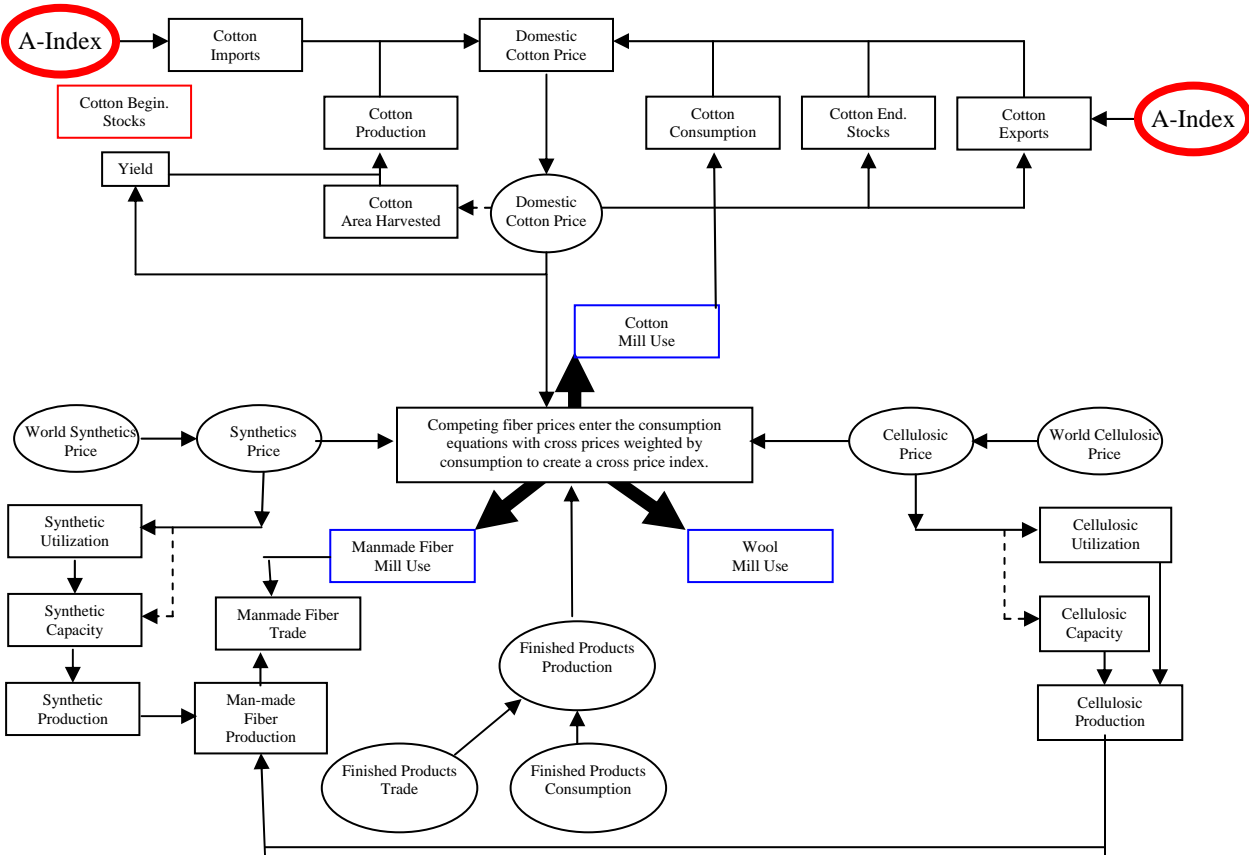 A-Index
Cotton
Imports
Domestic
Cotton Price
Cotton Begin.
Stocks
Cotton
Production
Cotton
Consumption
Cotton End.
Stocks
Cotton
Exports
A-Index
Yield
Cotton
Area Harvested
Domestic
Cotton Price
Cotton
Mill Use
World Synthetics
Price
Synthetics
Price
Competing fiber prices enter the consumption
equations with cross prices weighted by
consumption to create a cross price index.
Cellulosic
Price
World Cellulosic
Price
Synthetic
Utilization
Manmade Fiber
Mill Use
Wool
Mill Use
Cellulosic
Utilization
Synthetic
Capacity
Manmade Fiber
Trade
Cellulosic
Capacity
Finished Products
Production
Synthetic
Production
Man-made
Fiber
Production
Cellulosic
Production
Finished Products
Trade
Finished Products
Consumption